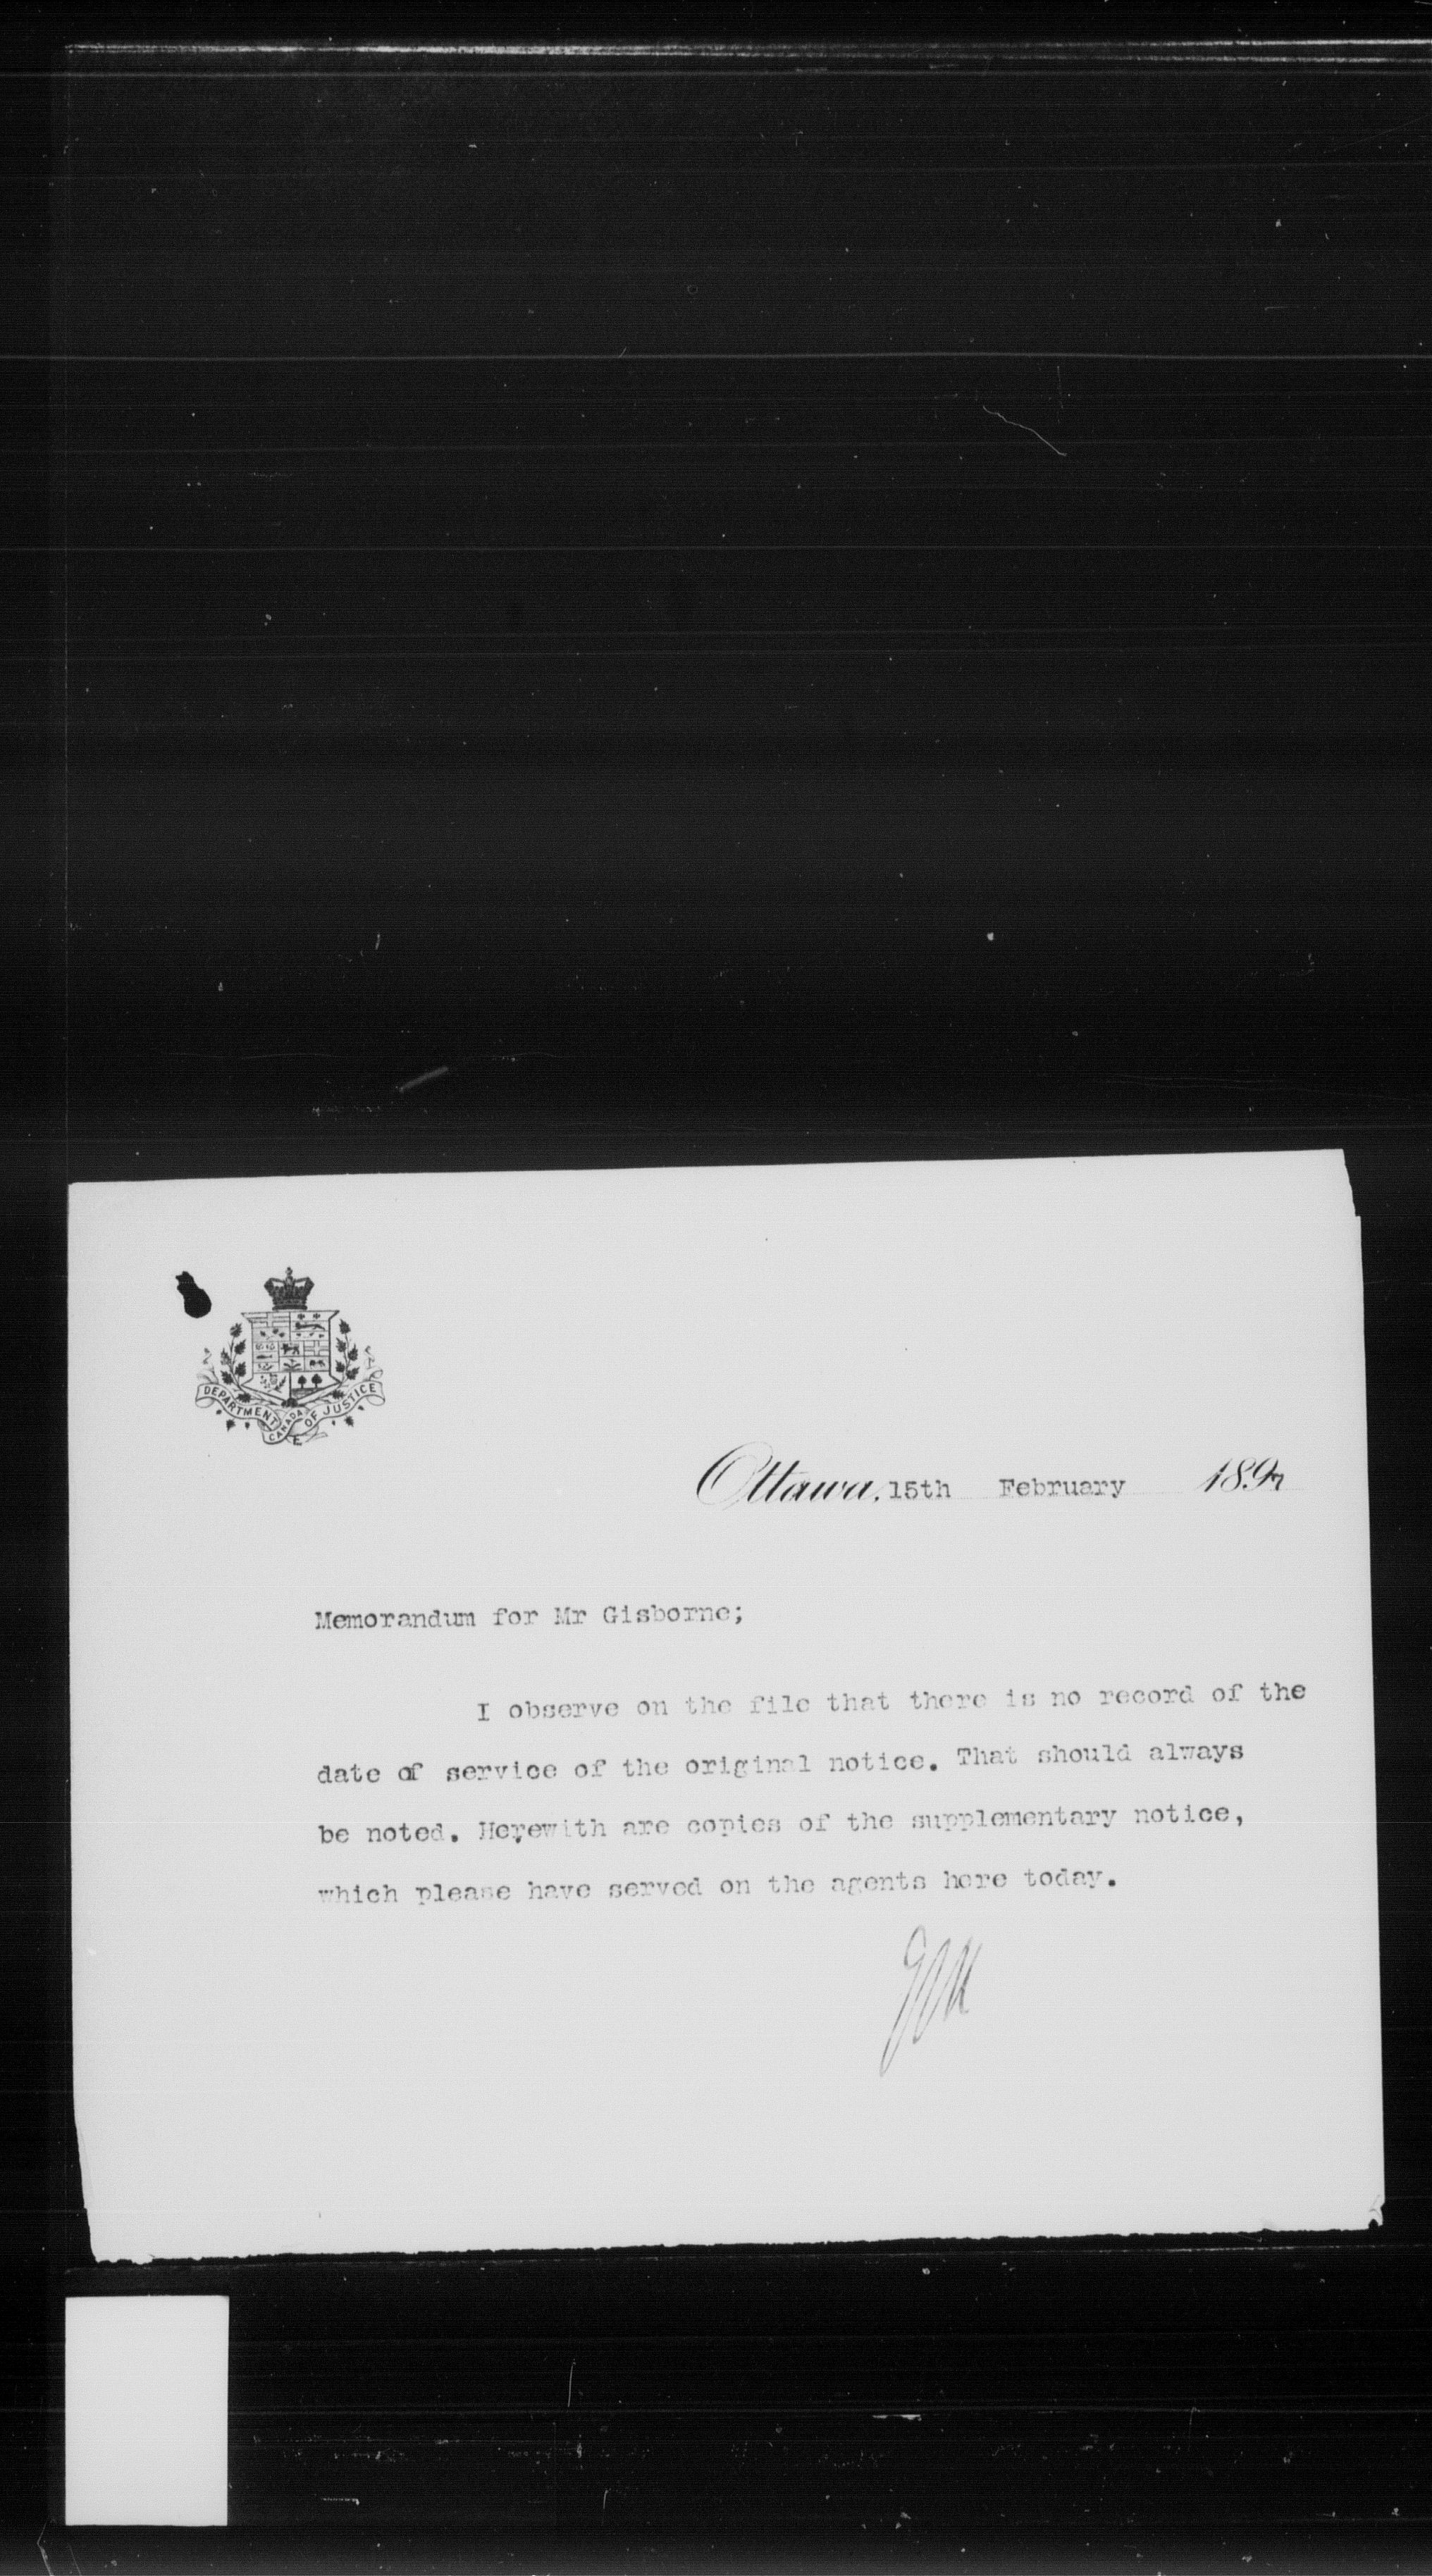 DEPARTMENT OF JUSTICE
CANADA
Ottawa, 15th February 1897
Memorandum for Mr Gisborne;
I observe on the file that there is no record of the
date of service of the original notice. That should always
be noted. Herewith are copies of the supplementary notice,
which please have served on the agents here today.